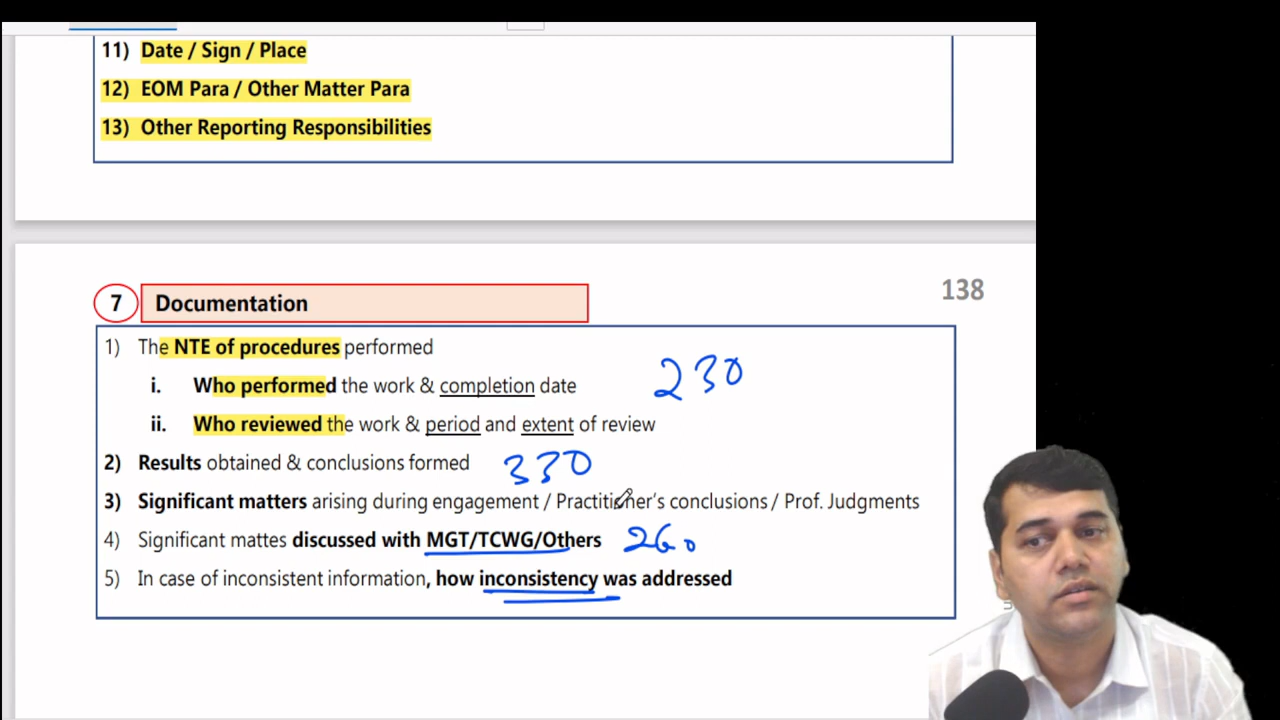 11) Date / Sign / Place
12) EOM Para / Other Matter Para
13) Other Reporting Responsibilities
138
7 Documentation
1) The NTE of procedures performed
i. Who performed the work & completion date 230
ii. Who reviewed the work & period and extent of review
2) Results obtained & conclusions formed 330
3) Significant matters arising during engagement / Practitioner's conclusions / Prof. Judgments
4) Significant mattes discussed with MGT/TCWG/Others 260
5) In case of inconsistent information, how inconsistency was addressed